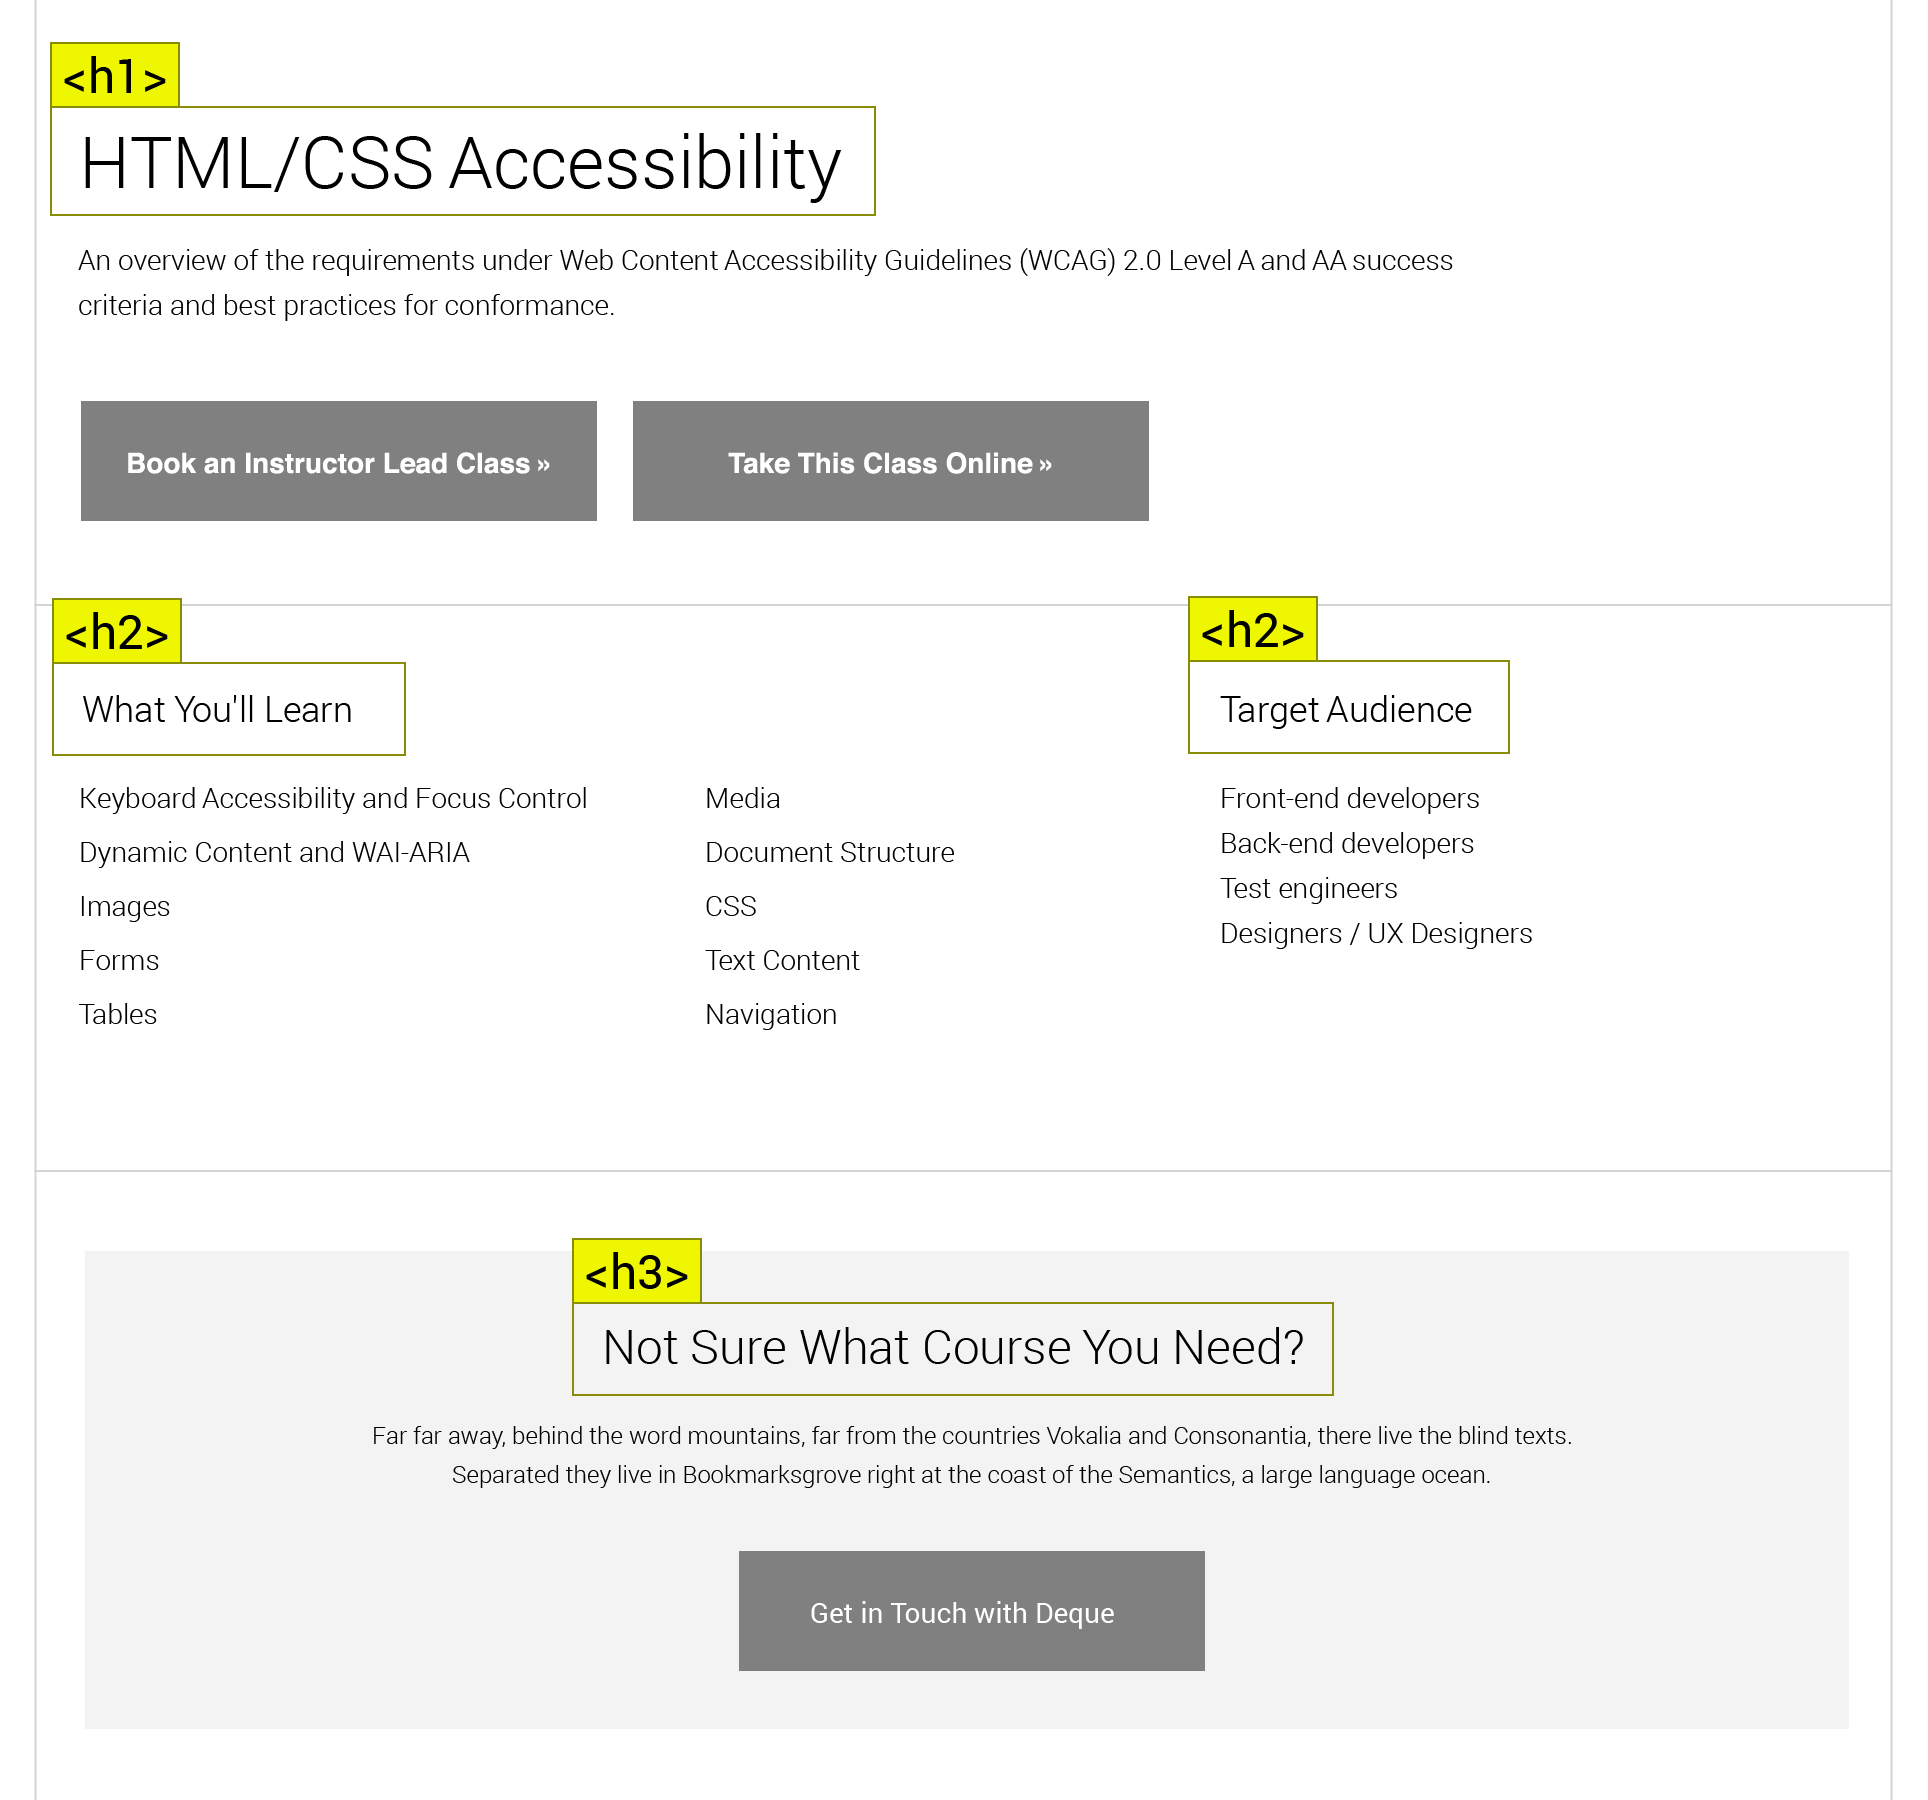 <h1>
HTML/CSS Accessibility
An overview of the requirements under Web Content Accessibility Guidelines (WCAG) 2.0 Level A and AA success
criteria and best practices for conformance.
Book an Instructor Lead Class »
Take This Class Online »
<h2>
What You'll Learn
Keyboard Accessibility and Focus Control
Dynamic Content and WAI-ARIA
Images
Forms
Tables
Media
Document Structure
CSS
Text Content
Navigation
<h2>
Target Audience
Front-end developers
Back-end developers
Test engineers
Designers / UX Designers
<h3>
Not Sure What Course You Need?
Far far away, behind the word mountains, far from the countries Vokalia and Consonantia, there live the blind texts.
Separated they live in Bookmarksgrove right at the coast of the Semantics, a large language ocean.
Get in Touch with Deque